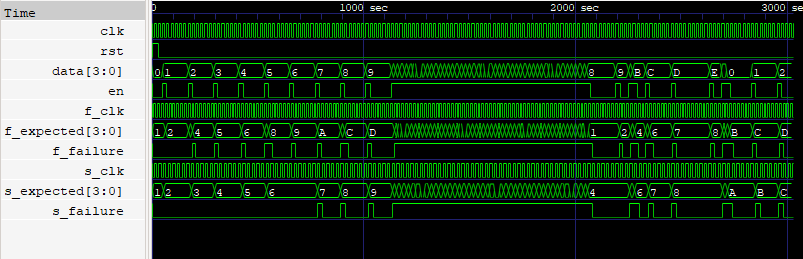 Time
0 1000 sec 2000 sec 3000 sec
clk
rst
data[3:0] 0 1 2 3 4 5 6 7 8 9 8 9 B C D E 0 1 2
en
f_clk
f_expected[3:0] 1 2 4 5 6 8 9 A C D 1 2 4 6 7 8 B C D
f_failure
s_clk
s_expected[3:0] 1 2 3 4 5 6 7 8 9 4 6 7 8 A B C
s_failure